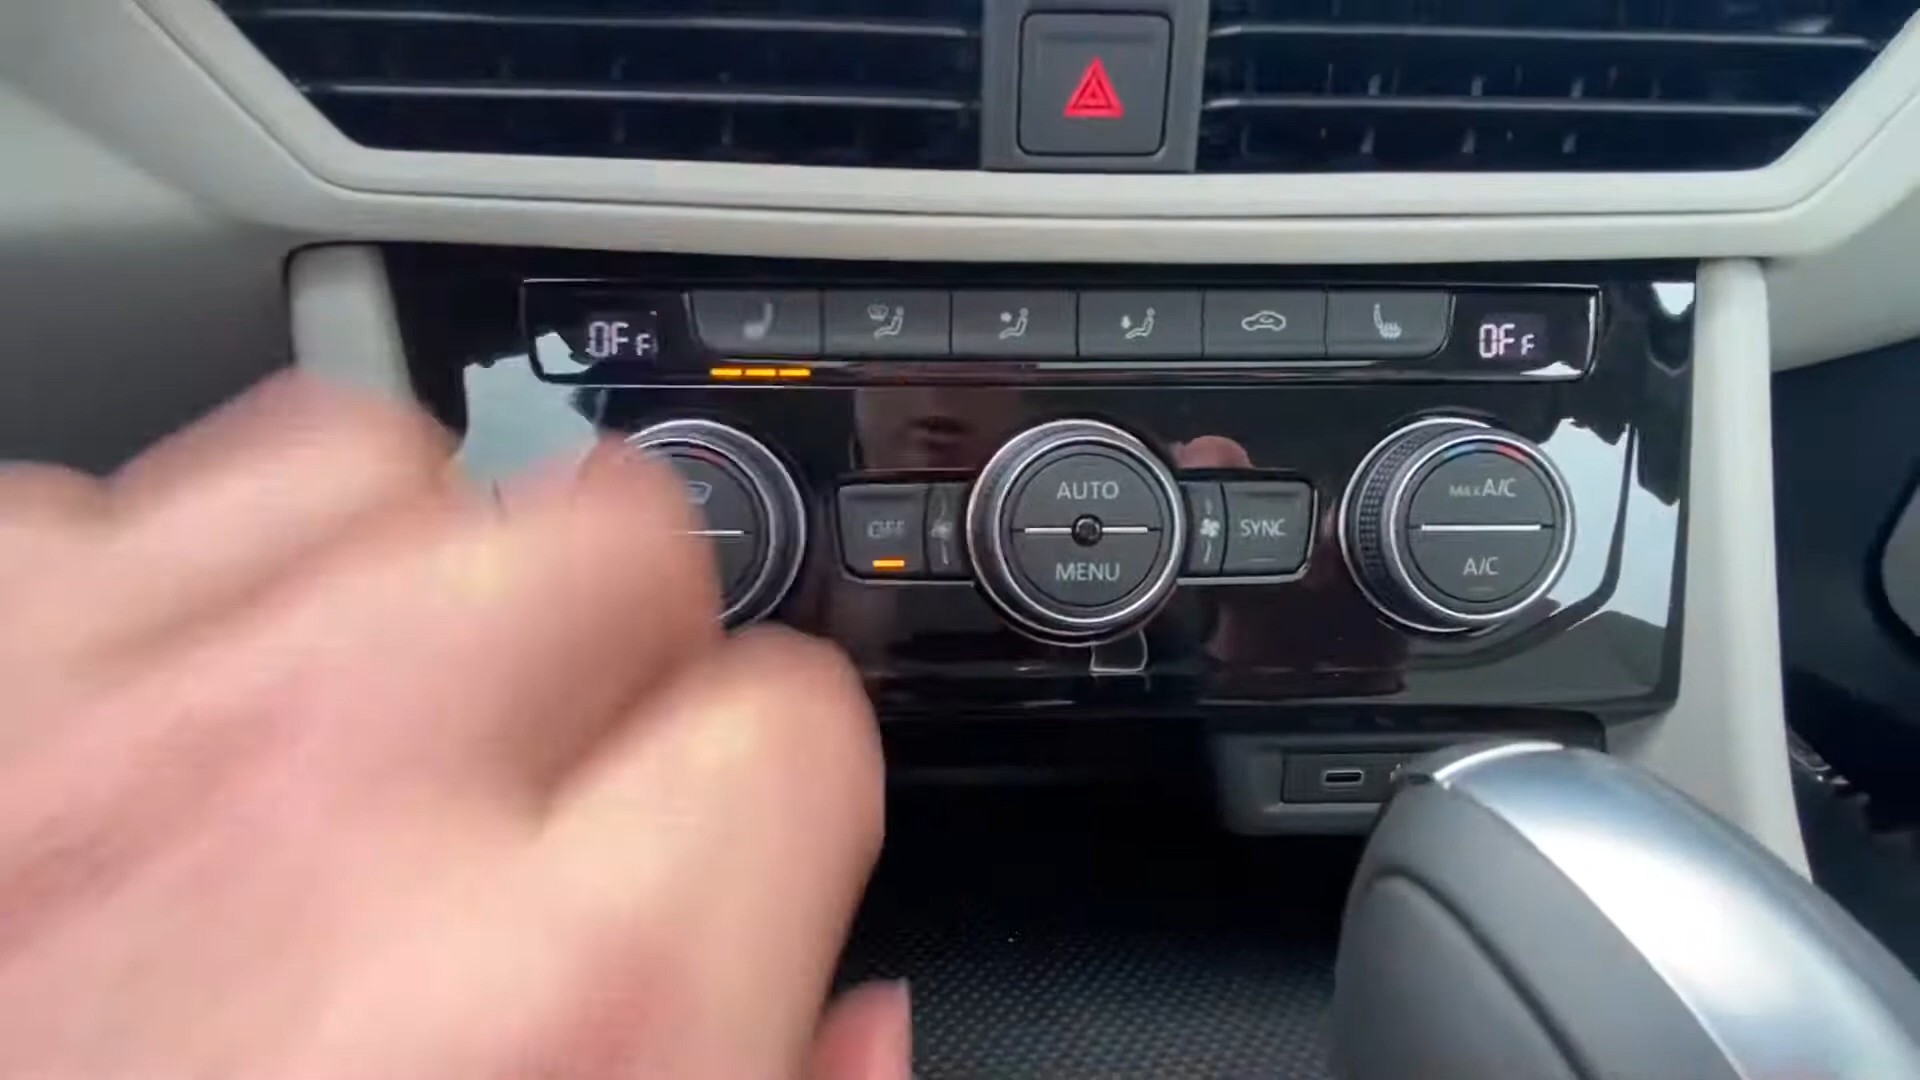 OFF
OFF
AUTO
MAX A/C
OFF
SYNC
MENU
A/C